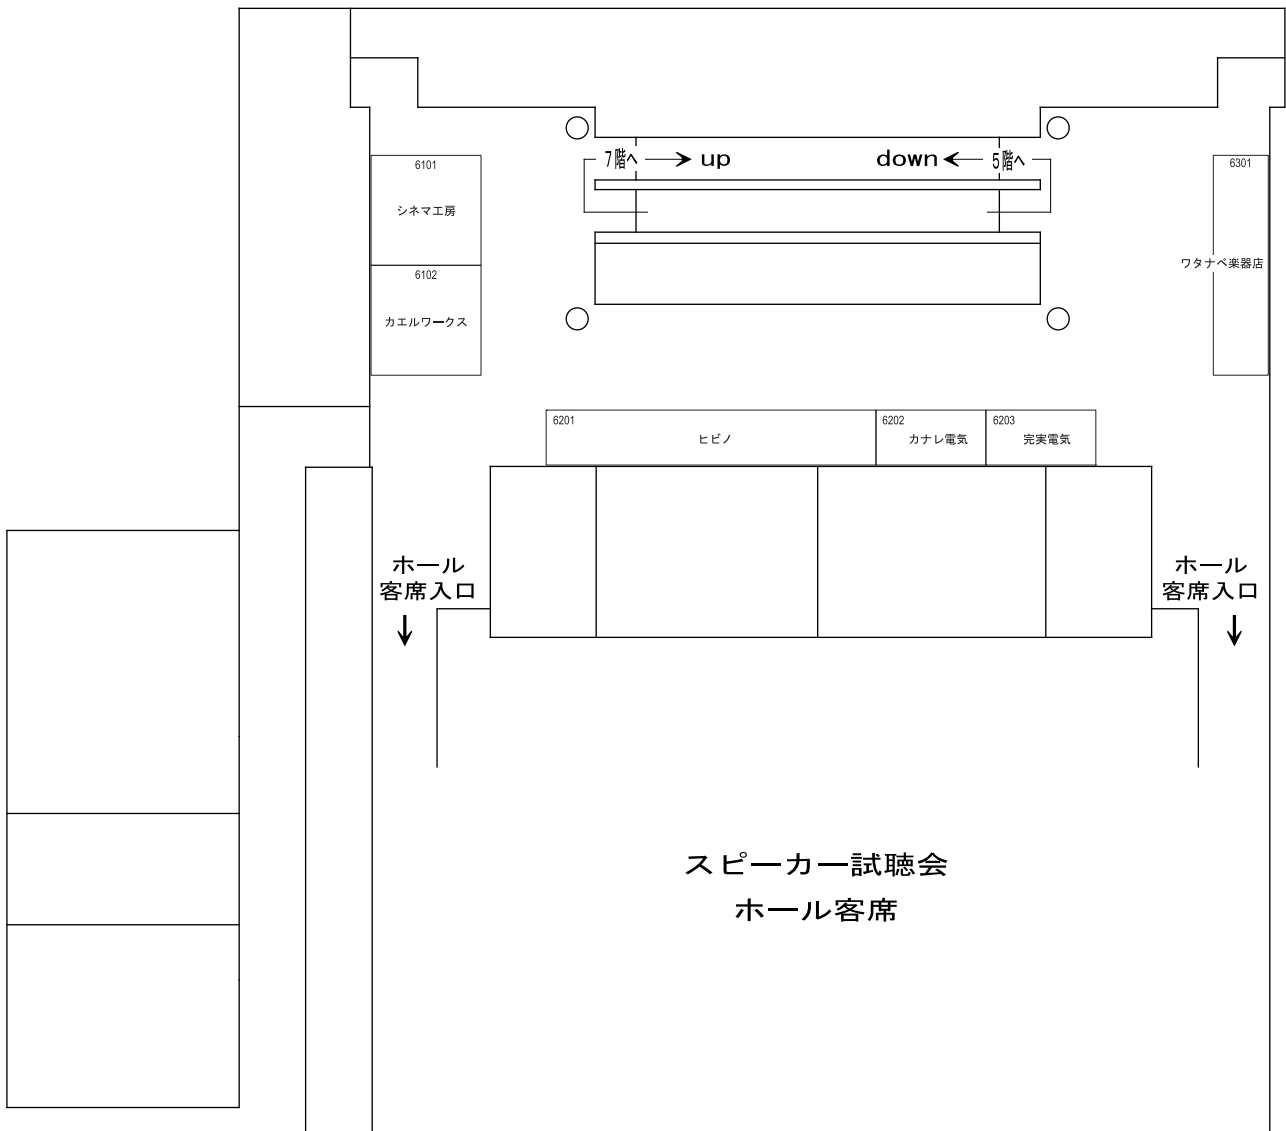 7階へ → up
down ← 5階へ
6101
シネマ工房
6102
カエルワークス
6301
ワタナベ楽器店
6201
ヒビノ
6202
カナレ電気
6203
完実電気
ホール
客席入口
↓
ホール
客席入口
↓
スピーカー試聴会
ホール客席